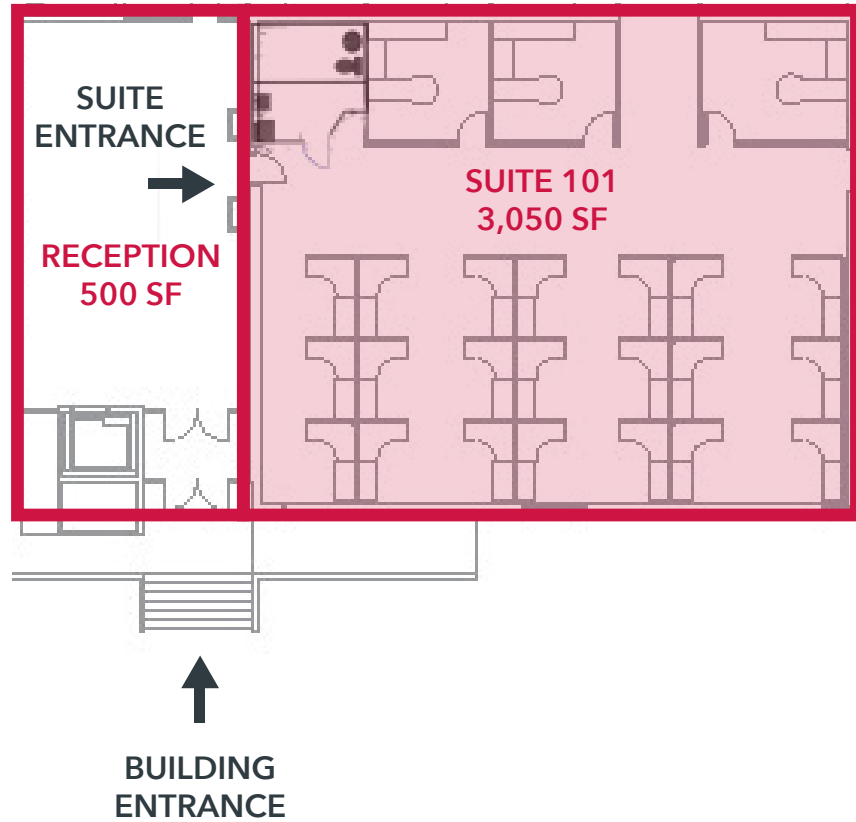 SUITE
ENTRANCE
SUITE 101
3,050 SF
RECEPTION
500 SF
BUILDING
ENTRANCE